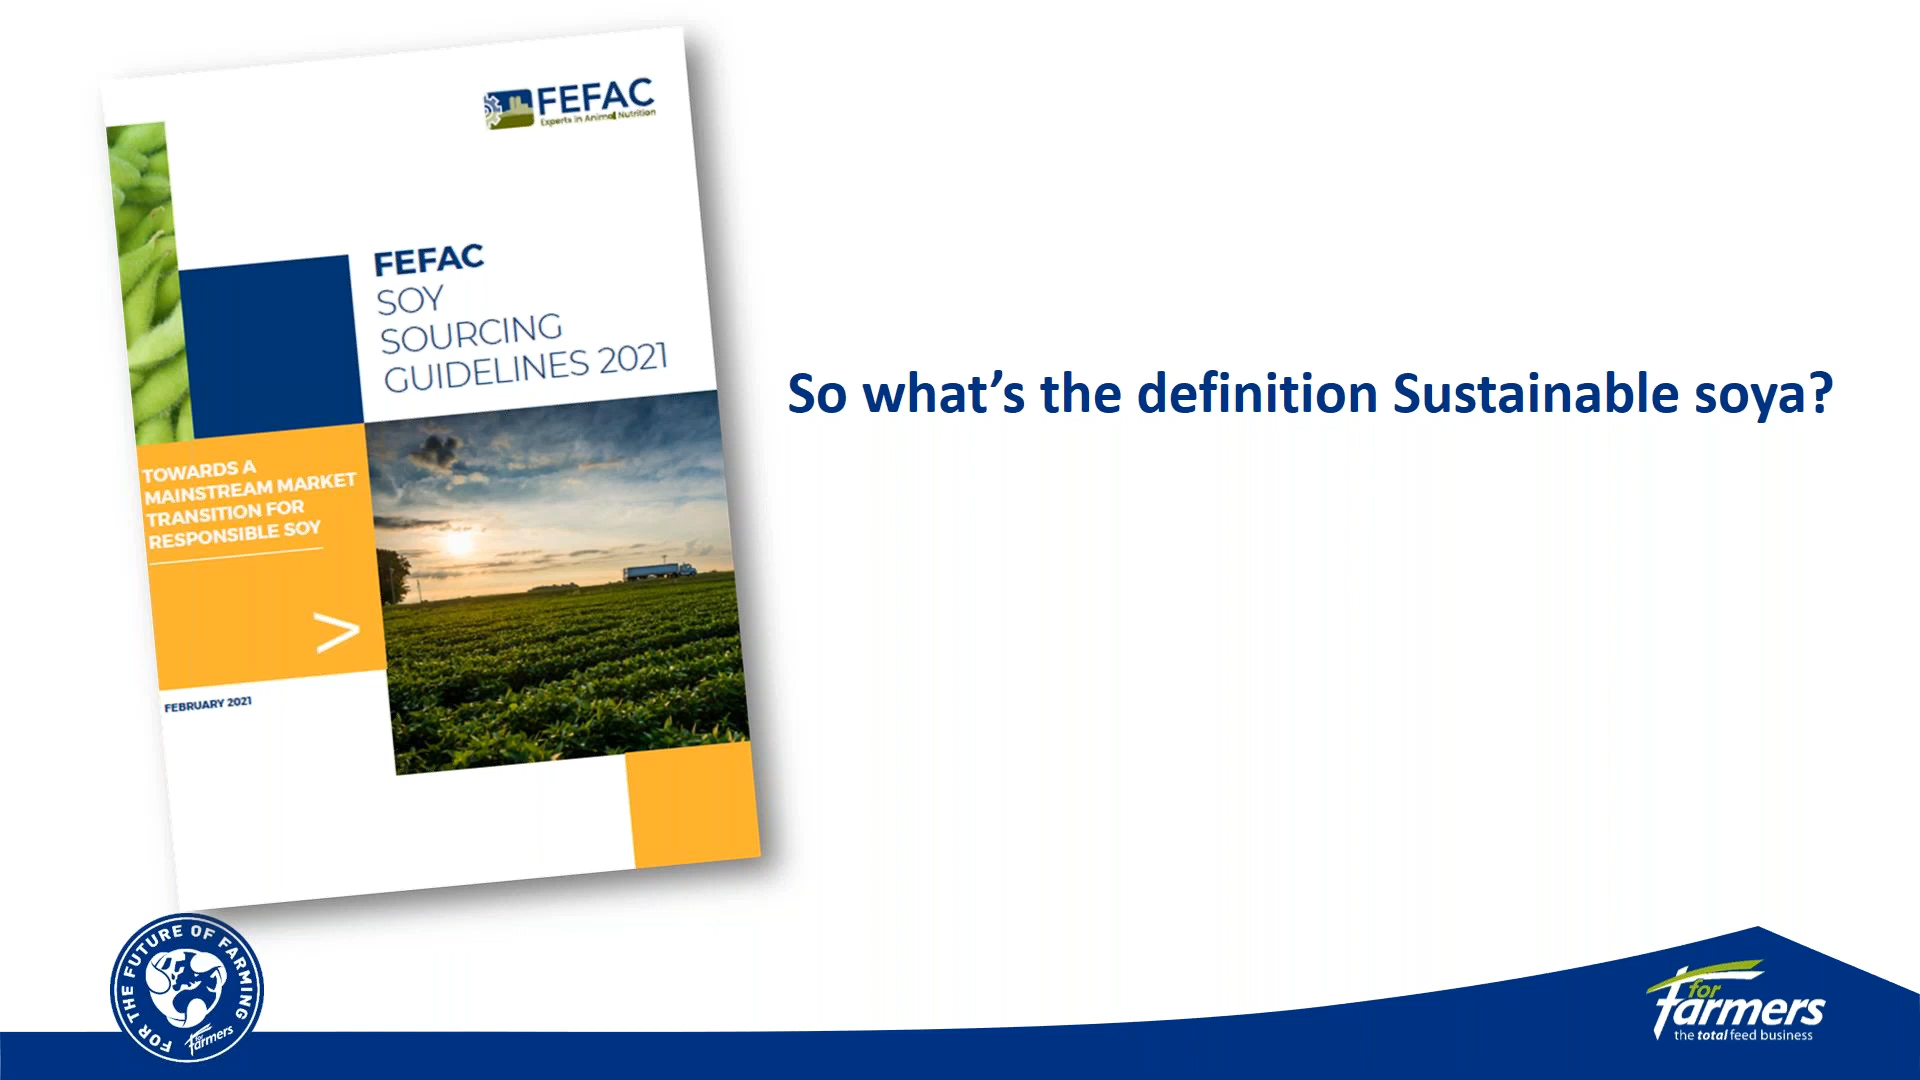 FEFAC
Experts in Animal Nutrition
FEFAC
SOY
SOURCING
GUIDELINES 2021
TOWARDS A
MAINSTREAM MARKET
TRANSITION FOR
RESPONSIBLE SOY
>
FEBRUARY 2021
So what’s the definition Sustainable soya?
FOR THE FUTURE OF FARMING
for
farmers
for
farmers
the total feed business